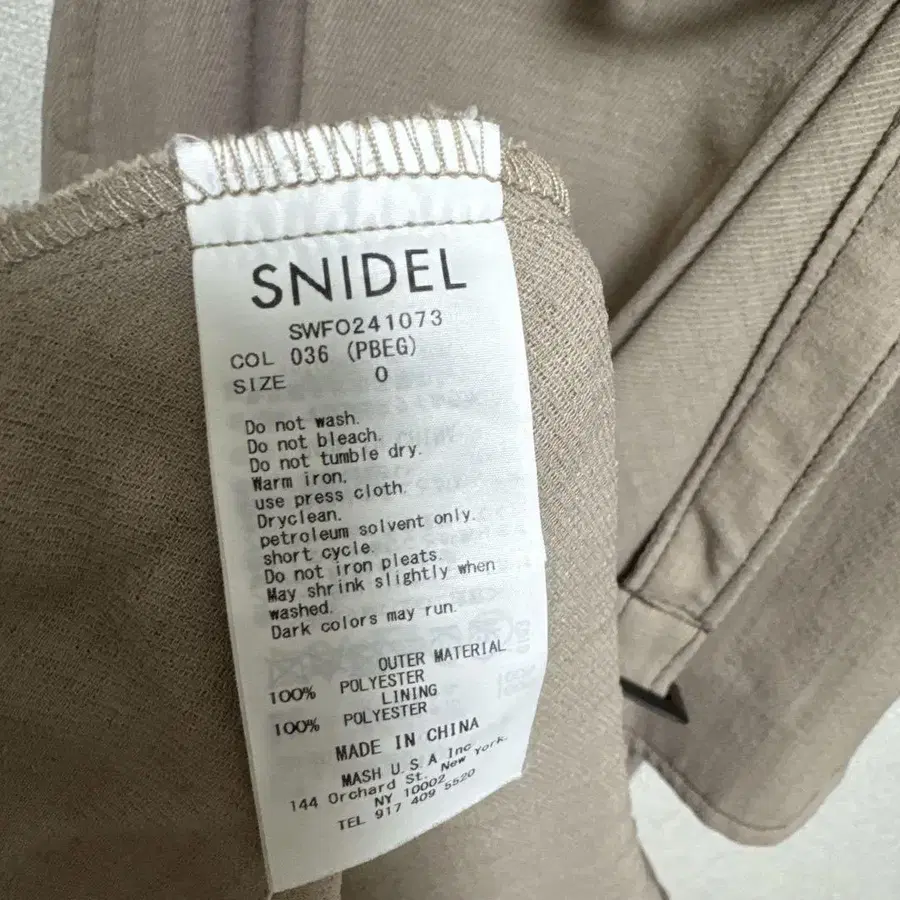 SNIDEL
SWFO241073
COL 036 (PBEG)
SIZE 0
Do not wash.
Do not bleach.
Do not tumble dry.
Warm iron.
use press cloth.
Dryclean.
petroleum solvent only.
short cycle.
Do not iron pleats.
May shrink slightly when
washed.
Dark colors may run.
OUTER MATERIAL
100% POLYESTER
LINING
100% POLYESTER
MADE IN CHINA
MASH U.S.A Inc
144 Orchard St. New York.
NY 10002
TEL 917 409 5520